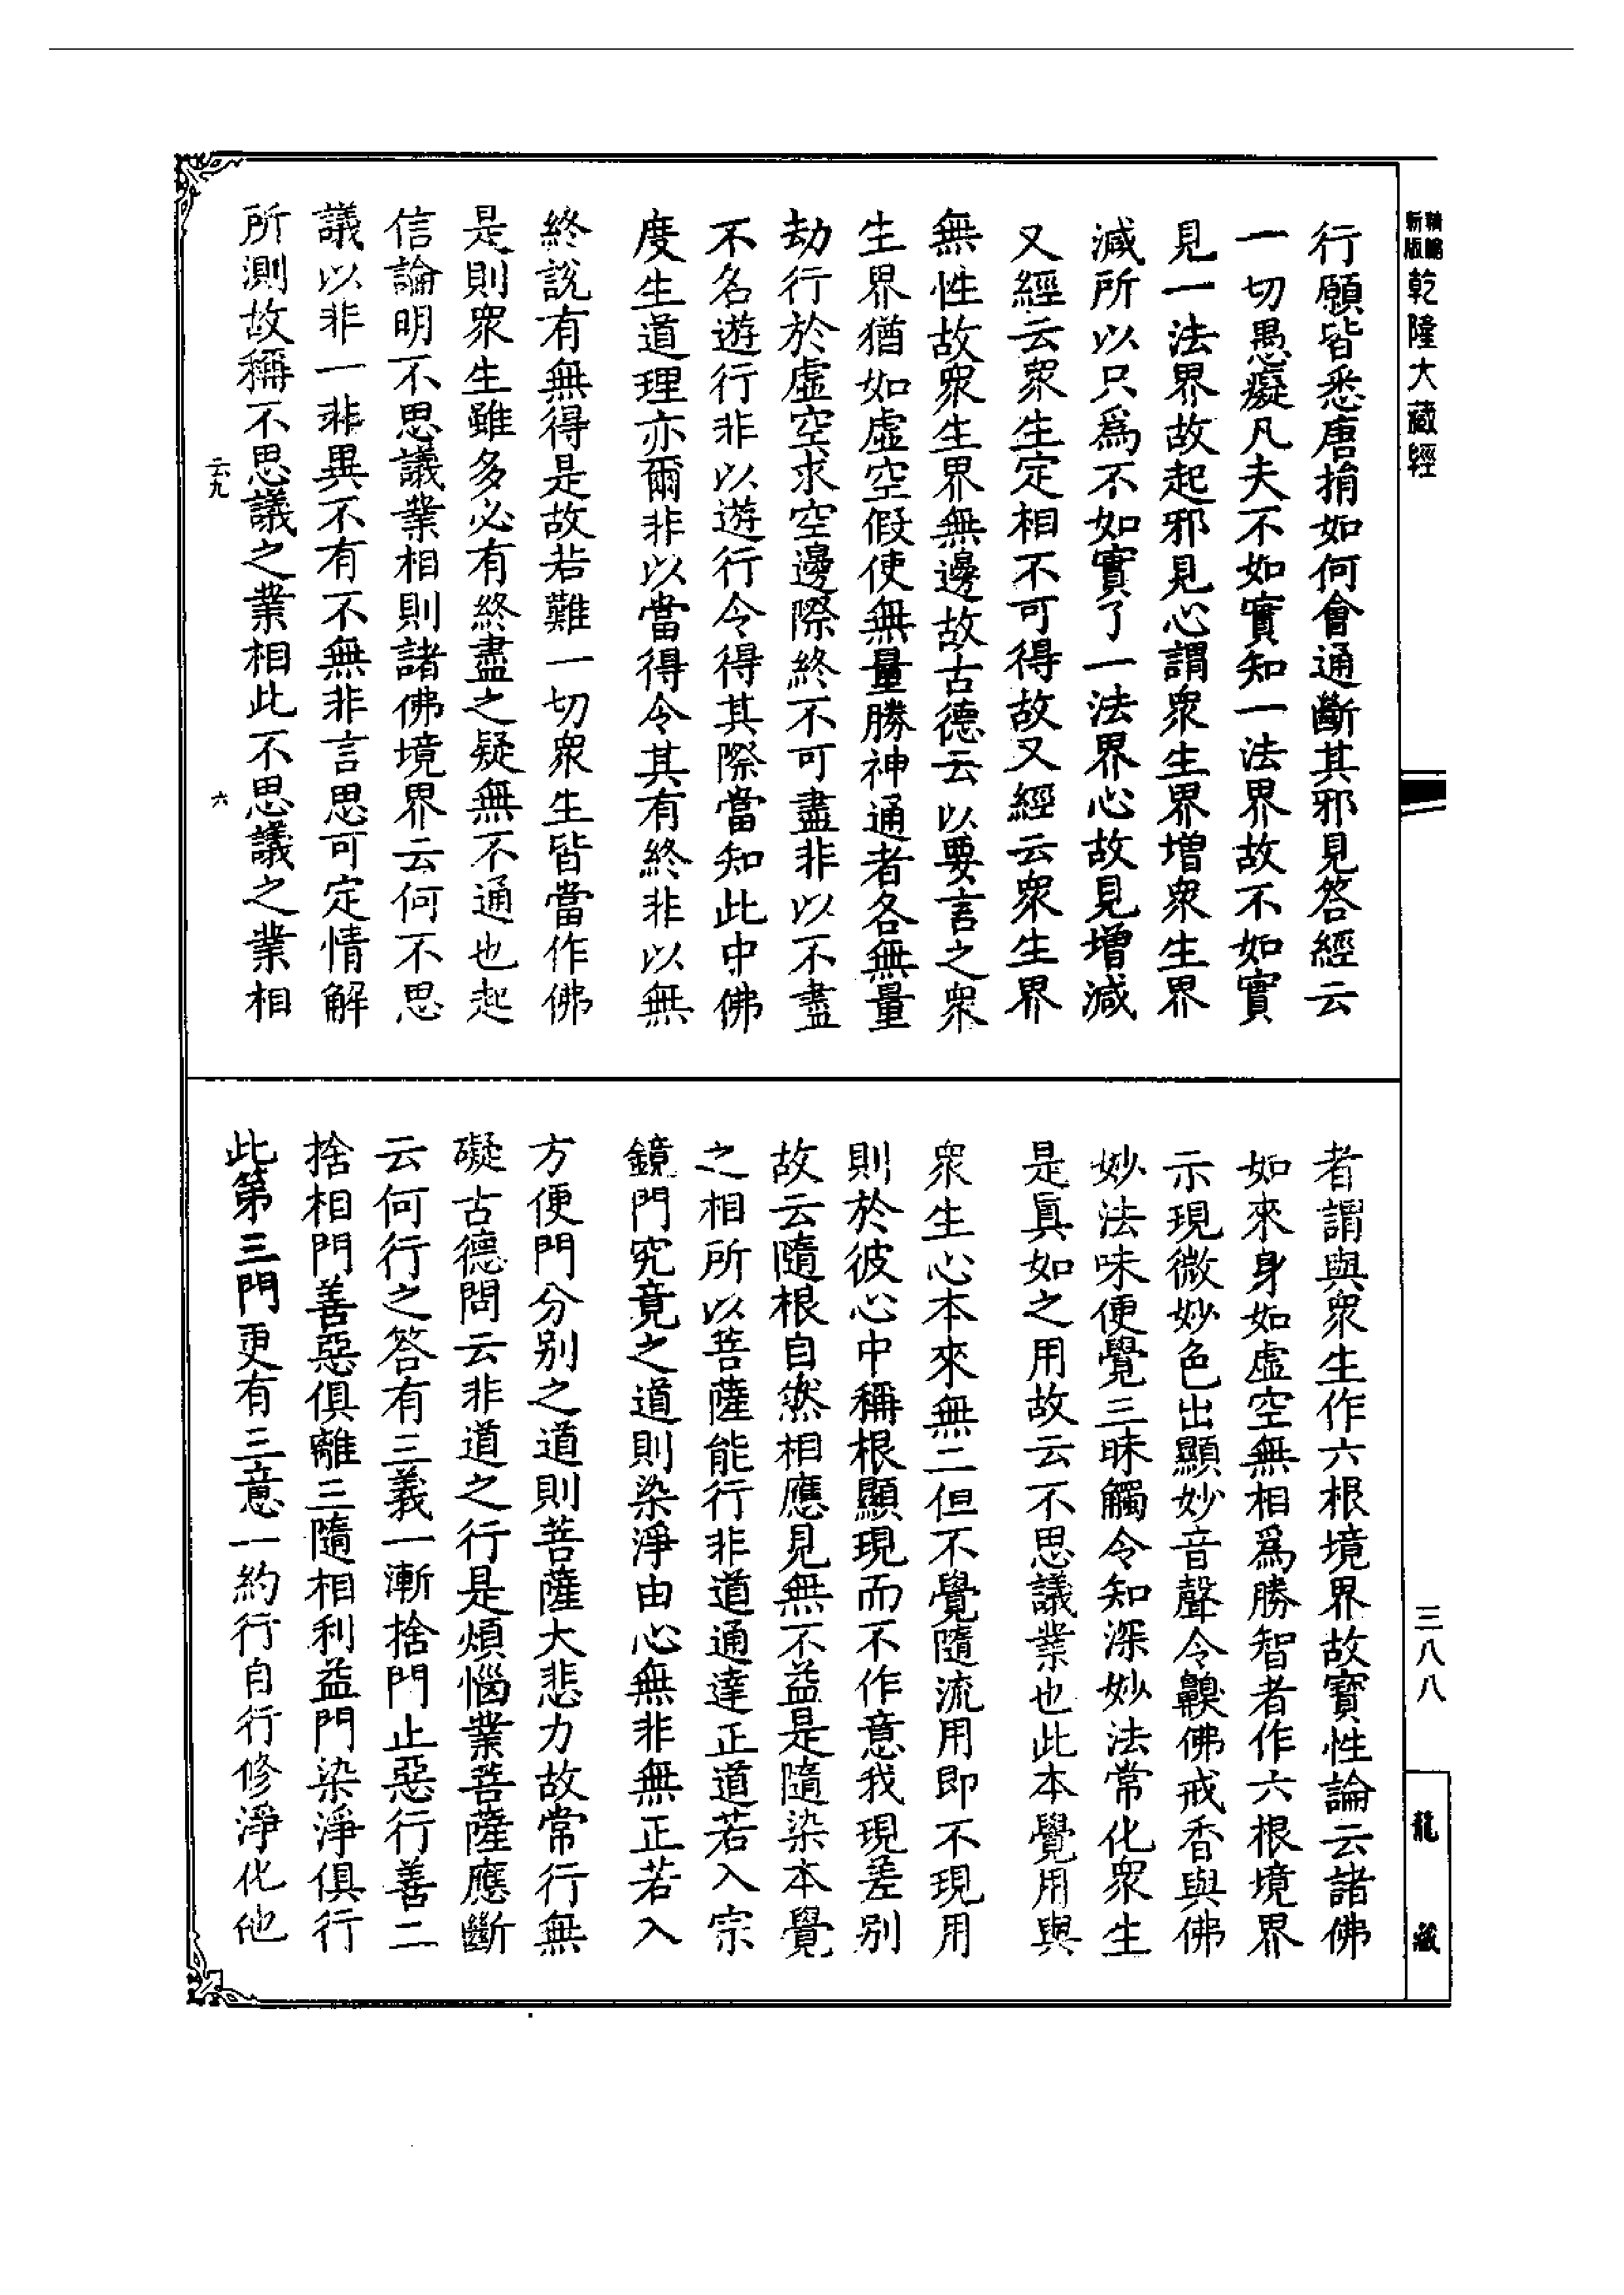 精縮
新版
乾隆大藏經
行願皆悉唐捐如何會通斷其邪見答經云
一切愚癡凡夫不如實知一法界故不如實
見一法界故起邪見心謂眾生界增眾生界
減所以只爲不如實了一法界心故見增減
又經云眾生定相不可得故又經云眾生界
無性故眾生界無邊故古德云以要言之眾
生界猶如虛空假使無量勝神通者各無量
劫行於虛空求空邊際終不可盡非以不盡
不名遊行非以遊行令得其際當知此中佛
度生道理亦爾非以當得令其有終非以無
終說有無得是故若難一切眾生皆當作佛
是則眾生雖多必有終盡之疑無不通也起
信論明不思議業相則諸佛境界云何不思
議以非一非異不有不無非言思可定情解
所測故稱不思議之業相此不思議之業相
云九
六
者謂與眾生作六根境界故寶性論云諸佛
如來身如虛空無相爲勝智者作六根境界
示現微妙色出顯妙音聲令齅佛戒香與佛
妙法味便覺三昧觸令知深妙法常化眾生
是眞如之用故云不思議業也此本覺用與
眾生心本來無二但不覺隨流用即不現用
則於彼心中稱根顯現而不作意我現差别
故云隨根自然相應見無不益是隨染本覺
之相所以菩薩能行非道通達正道若入宗
鏡門究竟之道則染淨由心無非無正若入
方便門分别之道則菩薩大悲力故常行無
礙古德問云非道之行是煩惱業菩薩應斷
云何行之答有三義一漸捨門止惡行善二
捨相門善惡俱離三隨相利益門染淨俱行
此第三門更有三意一約行自行修淨化他
三八八
龍藏